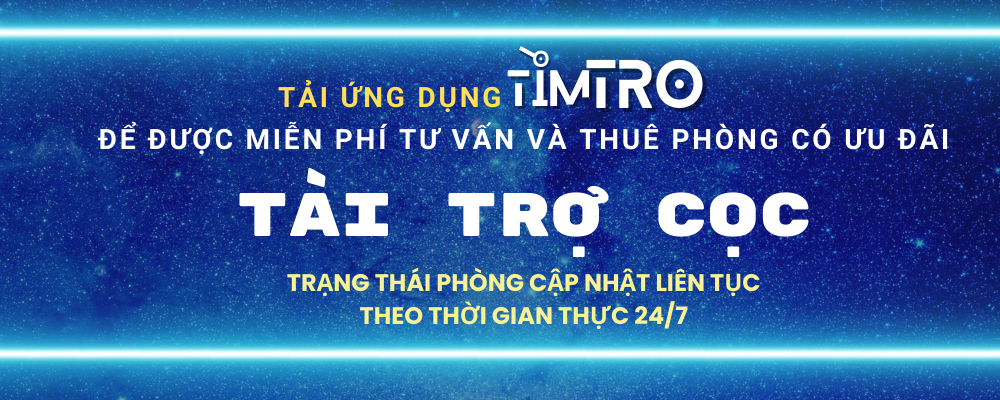 TẢI ỨNG DỤNG TÌMTRO
ĐỂ ĐƯỢC MIỄN PHÍ TƯ VẤN VÀ THUÊ PHÒNG CÓ ƯU ĐÃI
TÀI TRỢ CỌC
TRẠNG THÁI PHÒNG CẬP NHẬT LIÊN TỤC
THEO THỜI GIAN THỰC 24/7